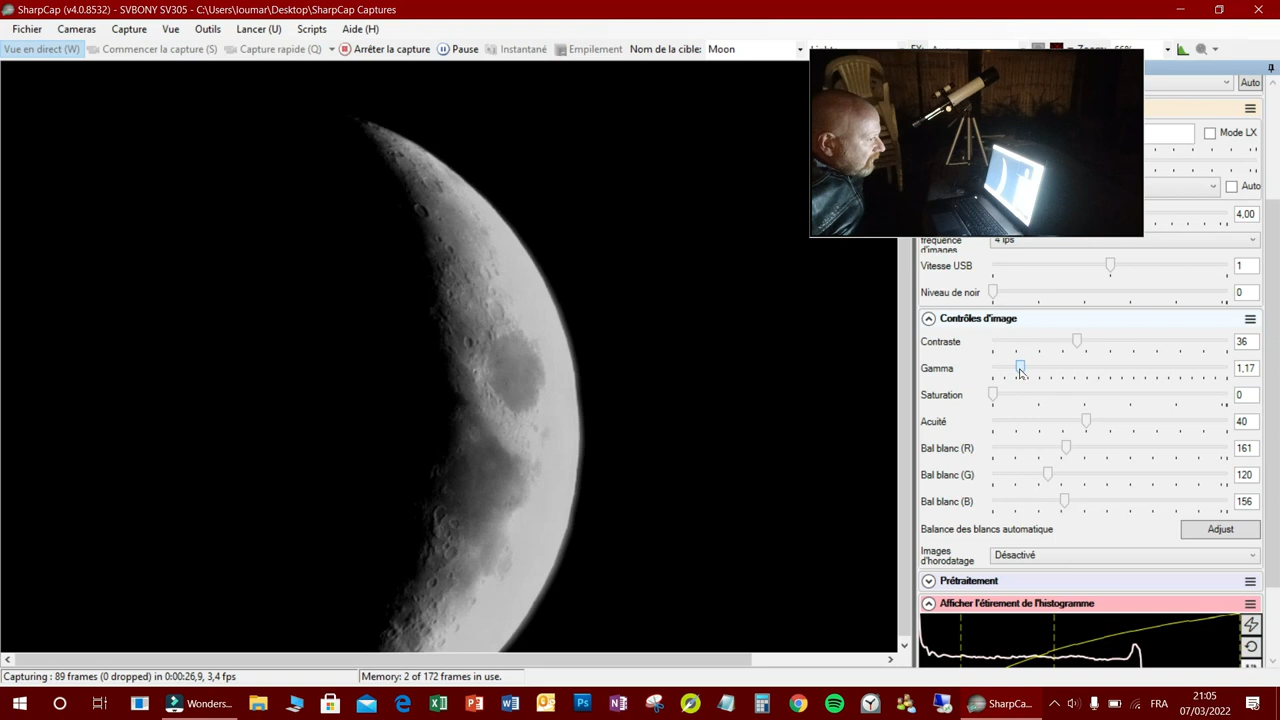 SharpCap (v4.0.8532) - SVBONY SV305 - C:\Users\loumar\Desktop\SharpCap Captures
Fichier Cameras Capture Vue Outils Lancer (U) Scripts Aide (H)
Vue en direct (W) Commencer la capture (S) Capture rapide (Q) Arrêter la capture Pause Instantané Empilement Nom de la cible: Moon
Auto
Mode LX
Auto
4,00
fréquence d'images 4 ips
Vitesse USB 1
Niveau de noir 0
Contrôles d'image
Contraste 36
Gamma 1,17
Saturation 0
Acuité 40
Bal blanc (R) 161
Bal blanc (G) 120
Bal blanc (B) 156
Balance des blancs automatique Adjust
Images d'horodatage Désactivé
Prétraitement
Afficher l'étirement de l'histogramme
Capturing : 89 frames (0 dropped) in 0:00:26,9, 3,4 fps Memory: 2 of 172 frames in use.
Wonders... SharpCa... FRA 21:05
07/03/2022